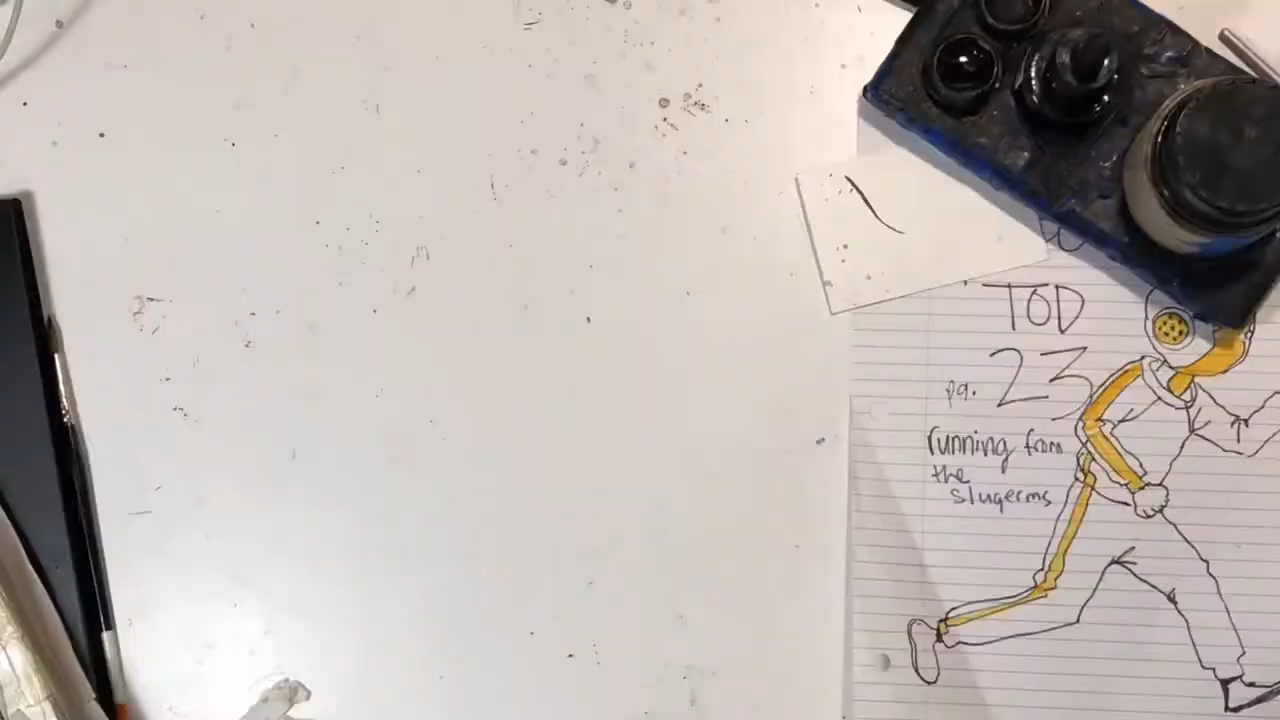 TOD
pg. 23
running from
the
slugerms